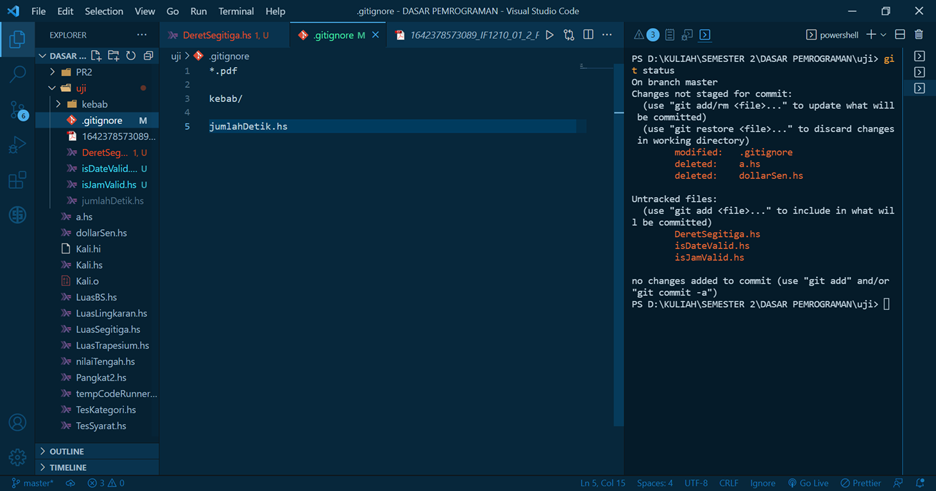 File Edit Selection View Go Run Terminal Help .gitignore - DASAR PEMROGRAMAN - Visual Studio Code
EXPLORER
DASAR ...
PR2
uji
kebab
.gitignore M
1642378573089...
DeretSeg... 1, U
isDateValid.... U
isJamValid.hs U
jumlahDetik.hs
a.hs
dollarSen.hs
Kali.hi
Kali.hs
Kali.o
LuasBS.hs
LuasLingkaran.hs
LuasSegitiga.hs
LuasTrapesium.hs
nilaiTengah.hs
Pangkat2.hs
tempCodeRunner...
TesKategori.hs
TesSyarat.hs
OUTLINE
TIMELINE
6
DeretSegitiga.hs 1, U
.gitignore M
1642378573089_IF1210_01_2_F
uji > .gitignore
1 *.pdf
2
3 kebab/
4
5 jumlahDetik.hs
3
powershell
PS D:\KULIAH\SEMESTER 2\DASAR PEMROGRAMAN\uji> gi
t status
On branch master
Changes not staged for commit:
(use "git add/rm <file>..." to update what will
be committed)
(use "git restore <file>..." to discard changes
in working directory)
modified: .gitignore
deleted: a.hs
deleted: dollarSen.hs
Untracked files:
(use "git add <file>..." to include in what wil
l be committed)
DeretSegitiga.hs
isDateValid.hs
isJamValid.hs
no changes added to commit (use "git add" and/or
"git commit -a")
PS D:\KULIAH\SEMESTER 2\DASAR PEMROGRAMAN\uji>
master* 3 0 Ln 5, Col 15 Spaces: 4 UTF-8 CRLF Ignore Go Live Prettier